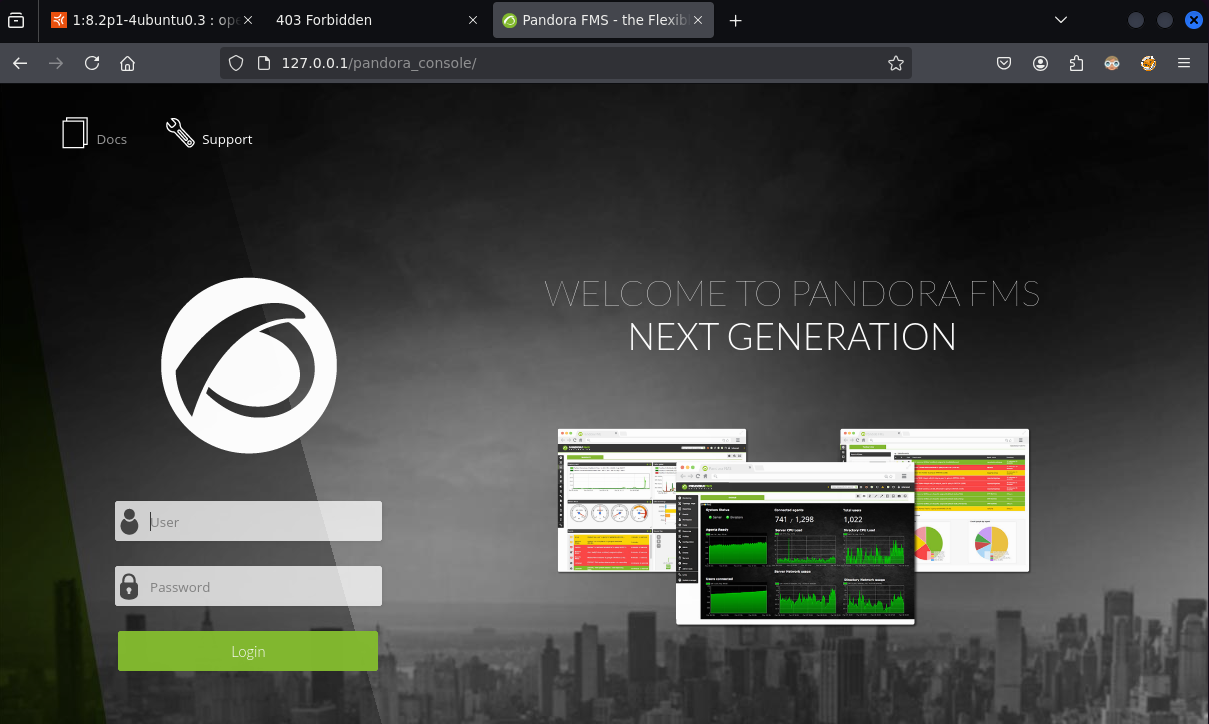 1:8.2p1-4ubuntu0.3 : ope
403 Forbidden
Pandora FMS - the Flexib
127.0.0.1/pandora_console/
Docs
Support
WELCOME TO PANDORA FMS
NEXT GENERATION
User
Password
Login
System Status
Connected agents
Total users
741 / 1,298
1,022
Agents Ready
Server CPU Load
Directory CPU Load
Server Network usage
Users connected
Directory Network usage